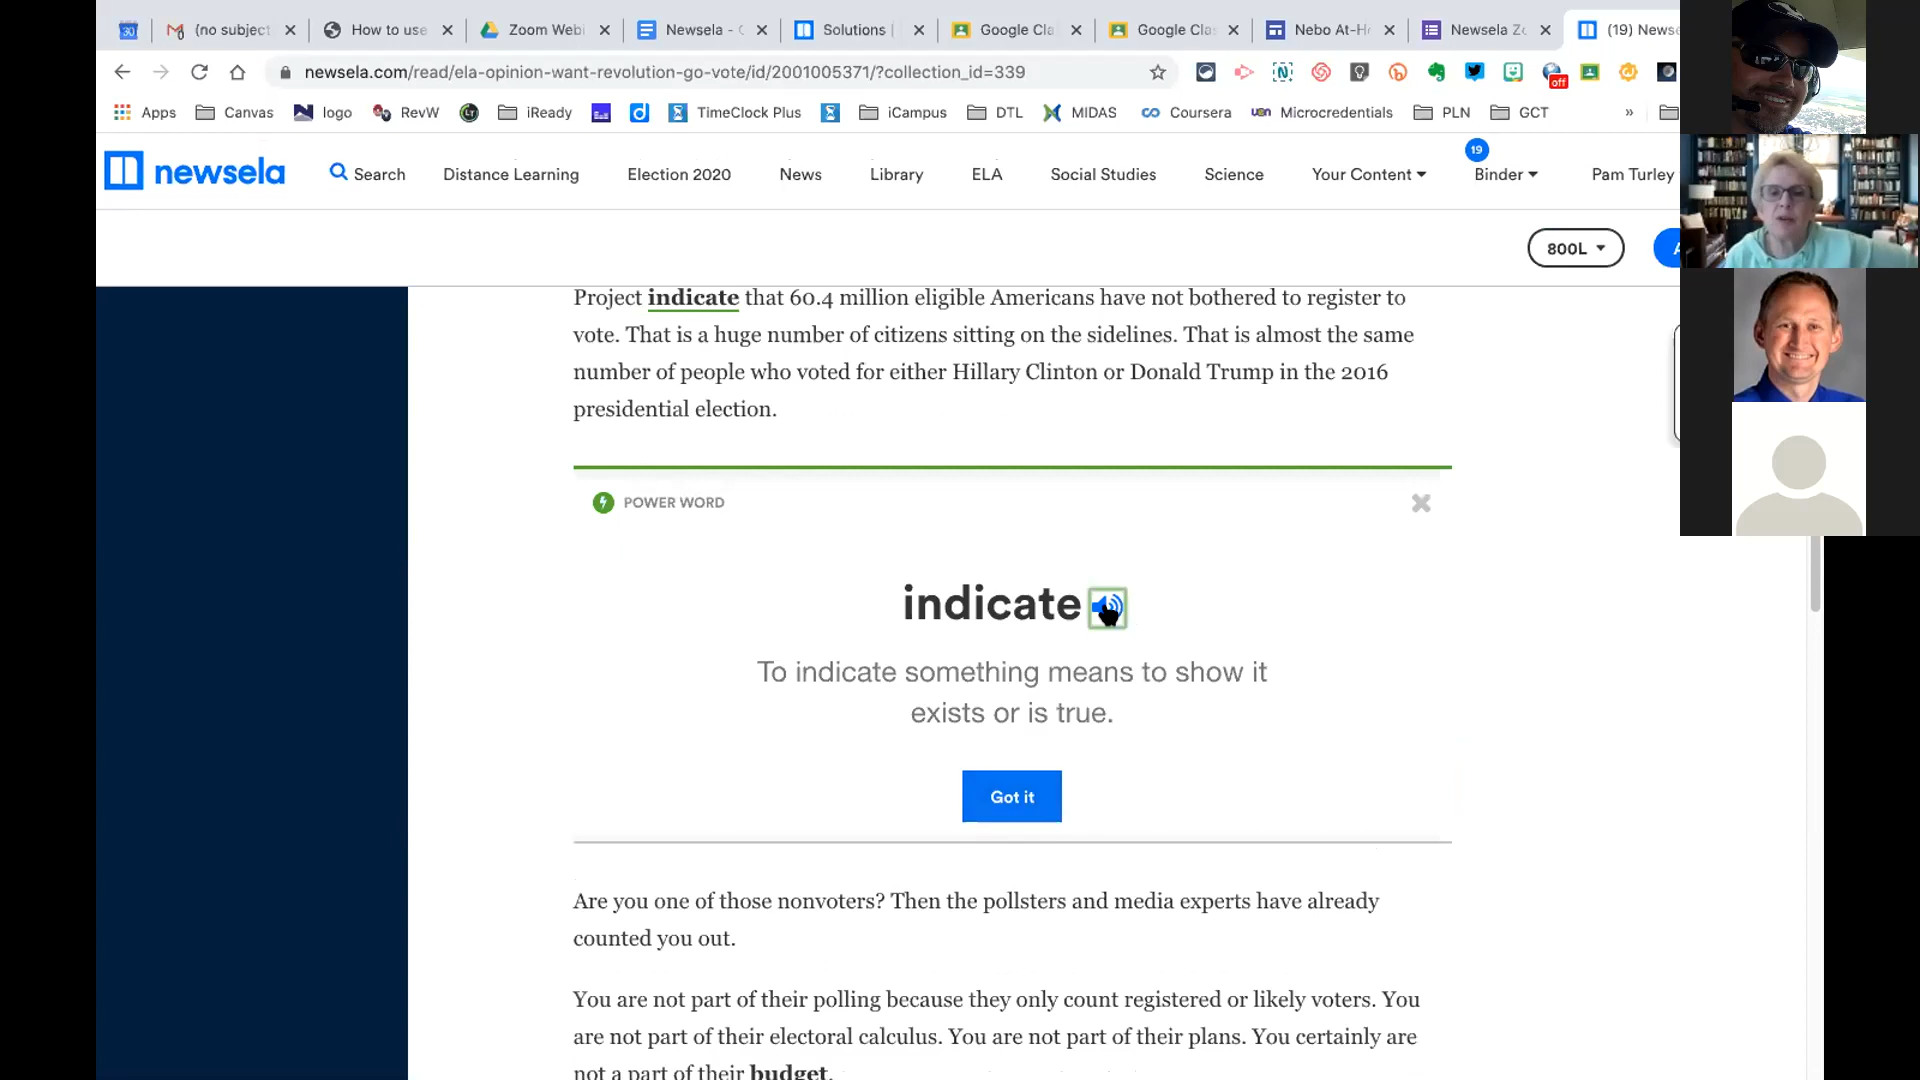 30
(no subject
How to use
Zoom Webi
Newsela - G
Solutions |
Google Cla
Google Clas
Nebo At-Ho
Newsela Zo
(19) Newse
newsela.com/read/ela-opinion-want-revolution-go-vote/id/2001005371/?collection_id=339
off
Apps
Canvas
logo
RevW
iReady
TimeClock Plus
iCampus
DTL
MIDAS
Coursera
Microcredentials
PLN
GCT
»
newsela
Search
Distance Learning
Election 2020
News
Library
ELA
Social Studies
Science
Your Content
19
Binder
Pam Turley
800L
Project indicate that 60.4 million eligible Americans have not bothered to register to
vote. That is a huge number of citizens sitting on the sidelines. That is almost the same
number of people who voted for either Hillary Clinton or Donald Trump in the 2016
presidential election.
POWER WORD
indicate
To indicate something means to show it
exists or is true.
Got it
Are you one of those nonvoters? Then the pollsters and media experts have already
counted you out.
You are not part of their polling because they only count registered or likely voters. You
are not part of their electoral calculus. You are not part of their plans. You certainly are
not a part of their budget.